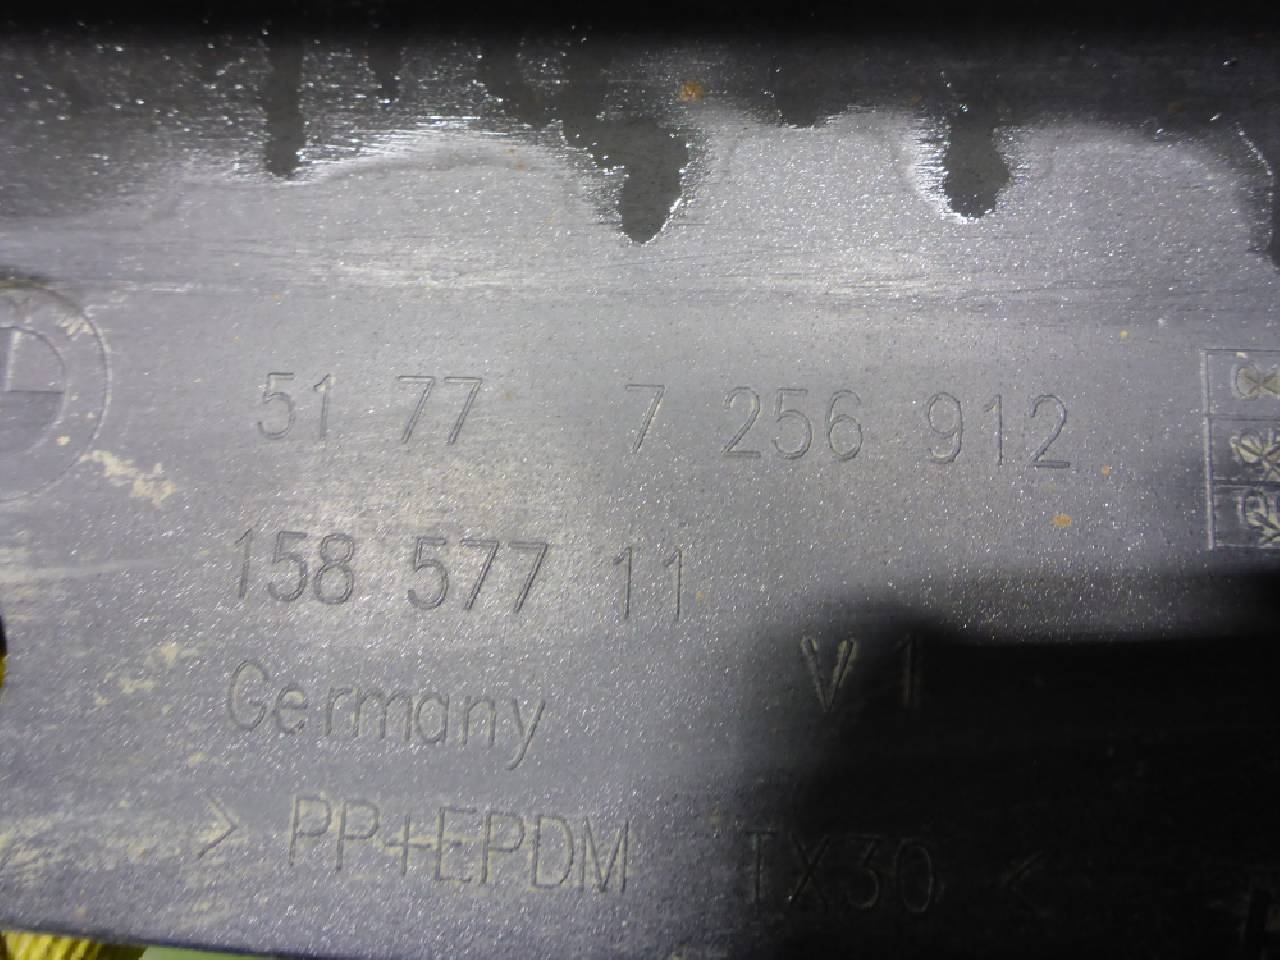 51 77 7 256 912
158 577 11
Germany V1
> PP+EPDM TX30 <